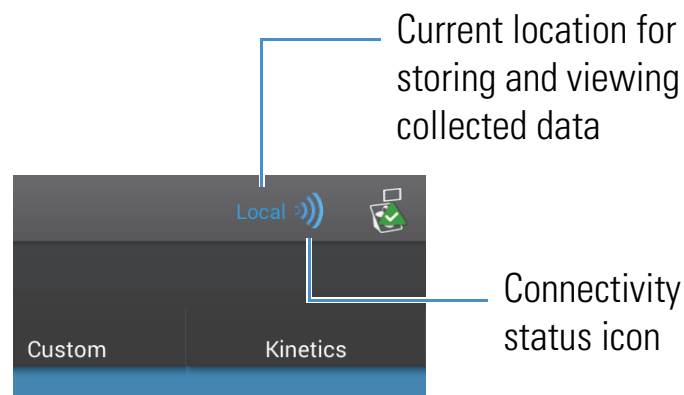 Current location for
storing and viewing
collected data
Local
Connectivity
status icon
Custom
Kinetics